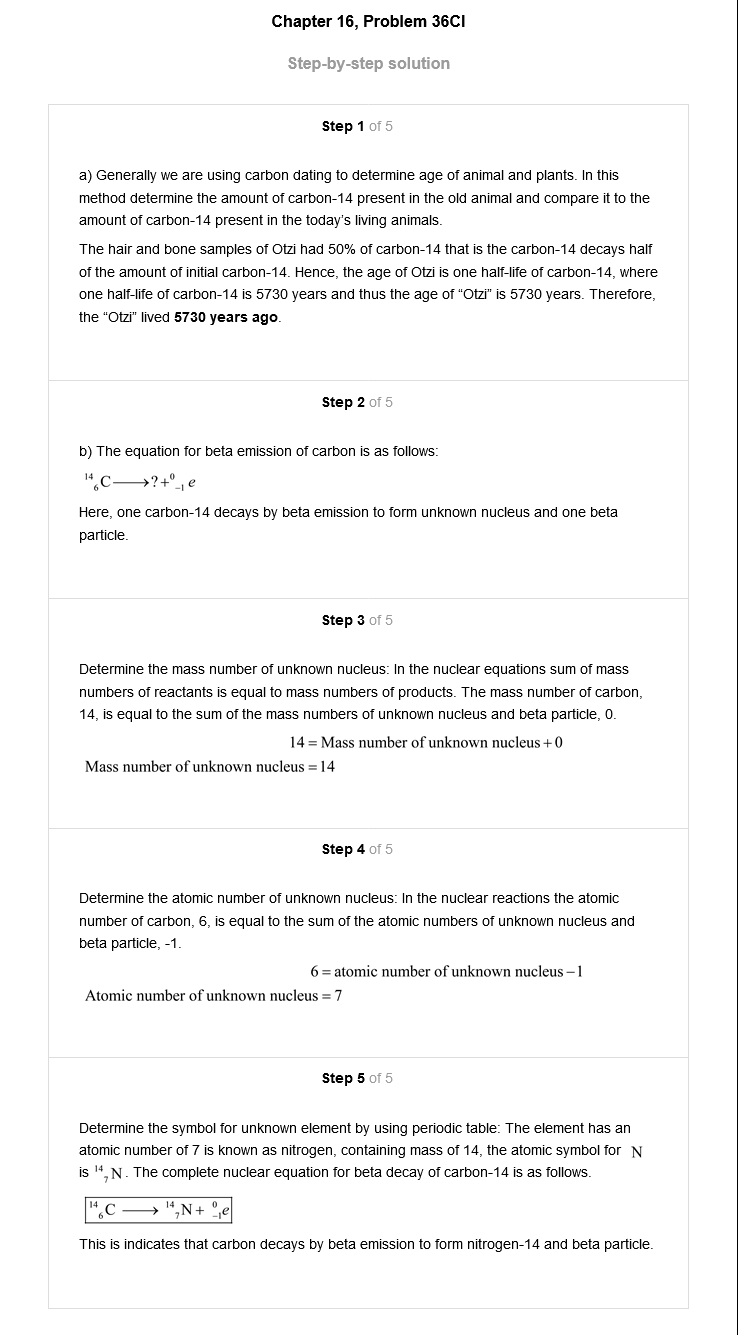 Chapter 16, Problem 36CI
Step-by-step solution
Step 1 of 5
a) Generally we are using carbon dating to determine age of animal and plants. In this
method determine the amount of carbon-14 present in the old animal and compare it to the
amount of carbon-14 present in the today's living animals.
The hair and bone samples of Otzi had 50% of carbon-14 that is the carbon-14 decays half
of the amount of initial carbon-14. Hence, the age of Otzi is one half-life of carbon-14, where
one half-life of carbon-14 is 5730 years and thus the age of “Otzi” is 5730 years. Therefore,
the “Otzi” lived 5730 years ago.
Step 2 of 5
b) The equation for beta emission of carbon is as follows:
¹⁴₆C ⟶ ? + ⁰₋₁e
Here, one carbon-14 decays by beta emission to form unknown nucleus and one beta
particle.
Step 3 of 5
Determine the mass number of unknown nucleus: In the nuclear equations sum of mass
numbers of reactants is equal to mass numbers of products. The mass number of carbon,
14, is equal to the sum of the mass numbers of unknown nucleus and beta particle, 0.
14 = Mass number of unknown nucleus + 0
Mass number of unknown nucleus = 14
Step 4 of 5
Determine the atomic number of unknown nucleus: In the nuclear reactions the atomic
number of carbon, 6, is equal to the sum of the atomic numbers of unknown nucleus and
beta particle, -1.
6 = atomic number of unknown nucleus − 1
Atomic number of unknown nucleus = 7
Step 5 of 5
Determine the symbol for unknown element by using periodic table: The element has an
atomic number of 7 is known as nitrogen, containing mass of 14, the atomic symbol for N
is ¹⁴₇N. The complete nuclear equation for beta decay of carbon-14 is as follows.
¹⁴₆C ⟶ ¹⁴₇N + ⁰₋₁e
This is indicates that carbon decays by beta emission to form nitrogen-14 and beta particle.